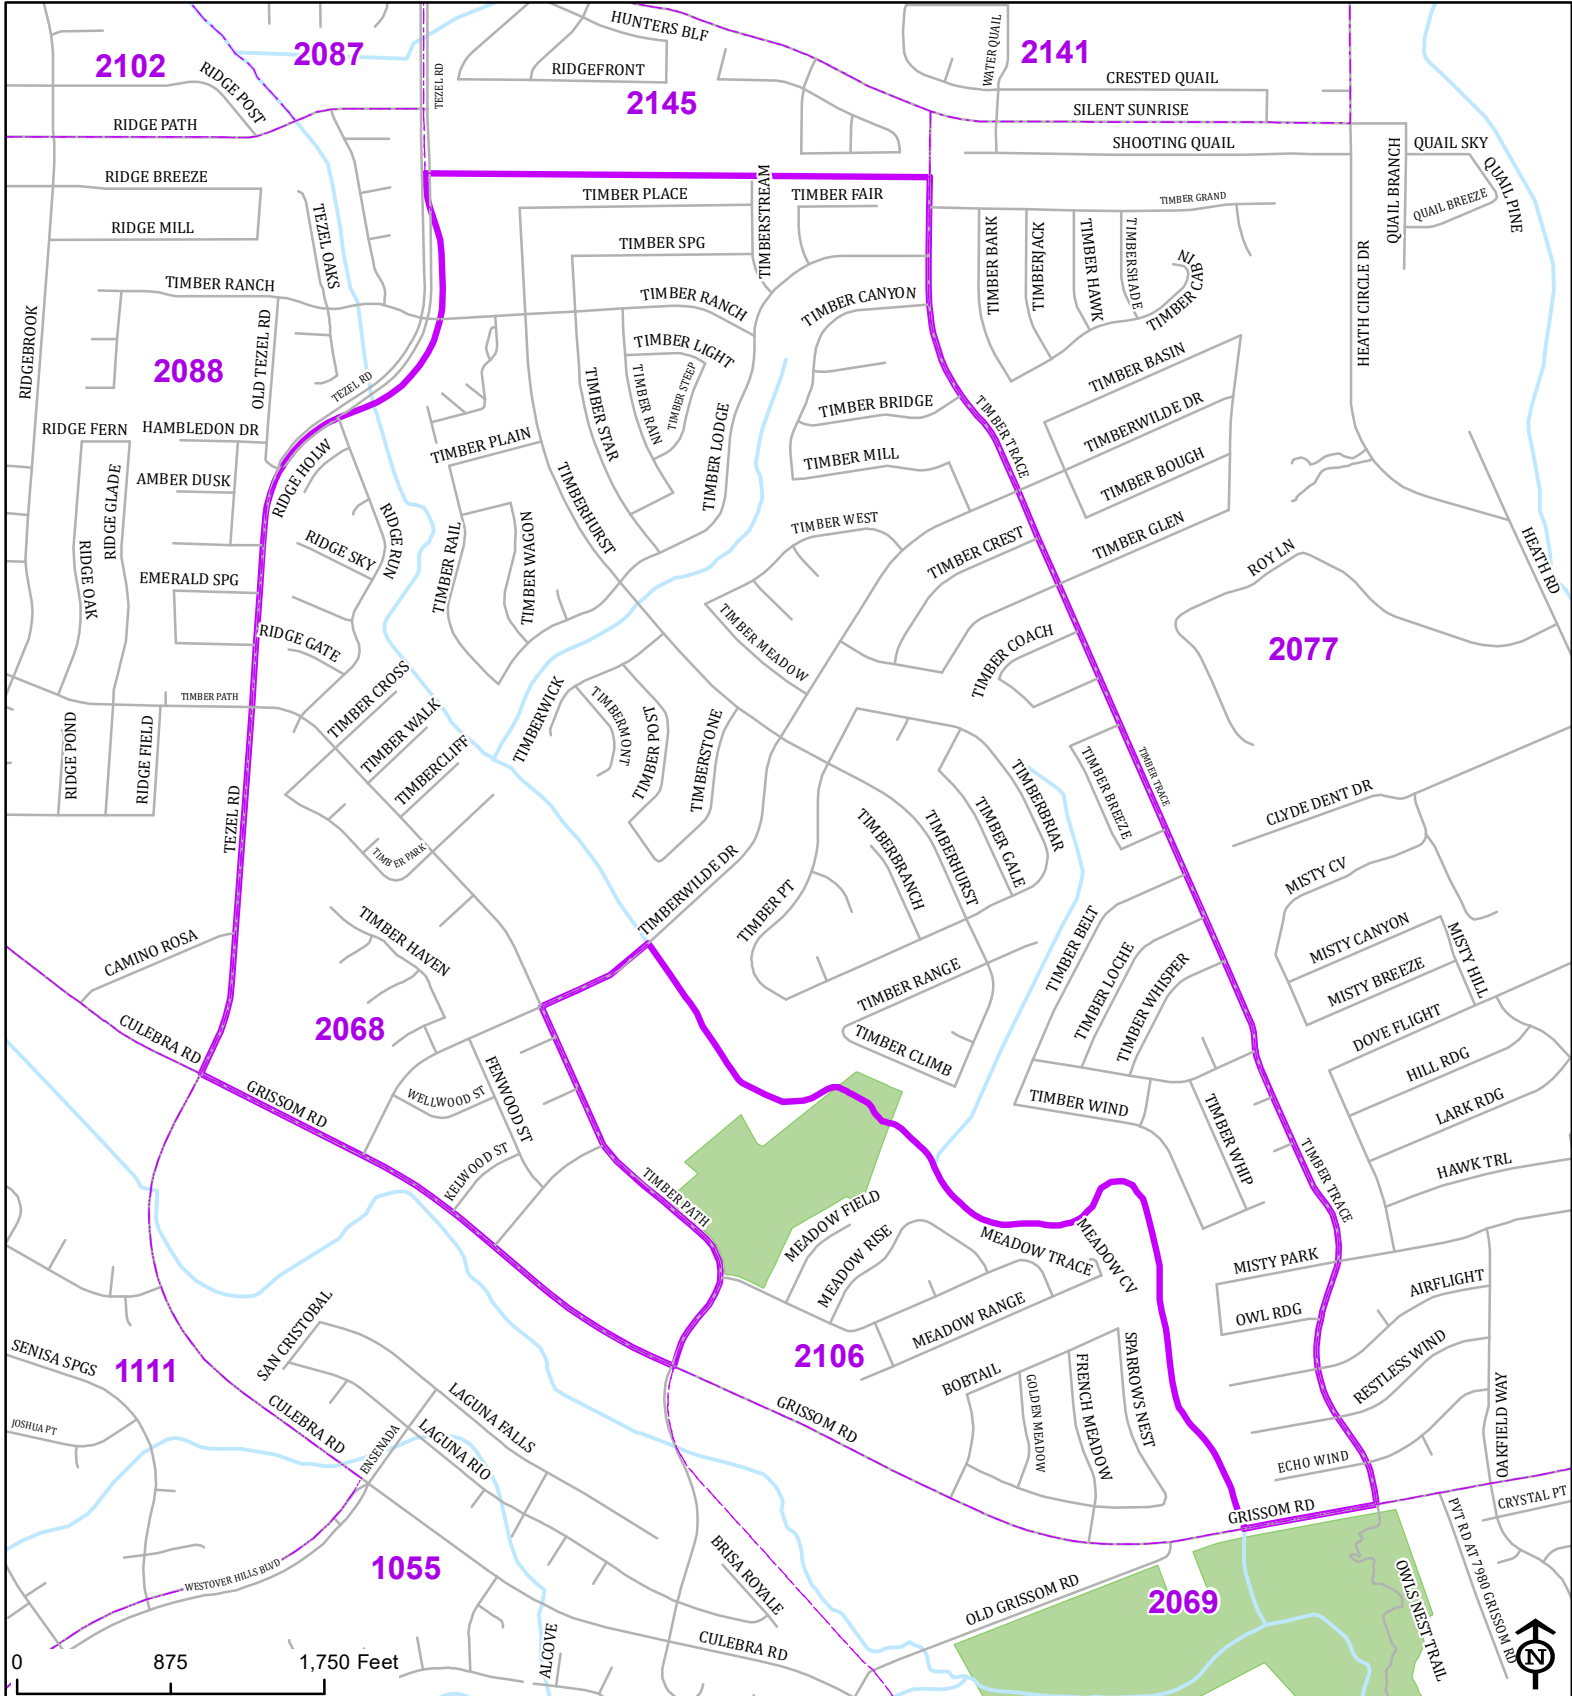 HUNTERS BLF
2087
2102
2141
WATER QUAIL
RIDGE POST
RIDGEFRONT
TEZEL RD
CRESTED QUAIL
2145
SILENT SUNRISE
RIDGE PATH
SHOOTING QUAIL
QUAIL SKY
QUAIL BRANCH
QUAIL PINE
RIDGE BREEZE
TIMBER PLACE
TIMBERSTREAM
TIMBER FAIR
TIMBER GRAND
QUAIL BREEZE
RIDGE MILL
TEZEL OAKS
TIMBER SPG
TIMBER BARK
TIMBERJACK
TIMBER HAWK
TIMBERSHADE
TIMBER CABIN
HEATH CIRCLE DR
TIMBER RANCH
TIMBER RANCH
TIMBER CANYON
RIDGEBROOK
OLD TEZEL RD
TIMBER LIGHT
TIMBER BASIN
2088
TEZEL RD
TIMBER STAR
TIMBER RAIN
TIMBER STEEP
TIMBER LODGE
TIMBER BRIDGE
TIMBER TRACE
TIMBERWILDE DR
RIDGE FERN
HAMBLEDON DR
TIMBER PLAIN
TIMBER MILL
TIMBER BOUGH
AMBER DUSK
RIDGE HOLW
RIDGE GLADE
TIMBERHURST
RIDGE OAK
RIDGE SKY
RIDGE RUN
TIMBER RAIL
TIMBER WAGON
TIMBER WEST
TIMBER CREST
TIMBER GLEN
ROY LN
HEATH RD
EMERALD SPG
RIDGE GATE
TIMBER MEADOW
TIMBER COACH
2077
TIMBER PATH
TIMBER CROSS
TIMBER WALK
TIMBERCLIFF
TIMBERWICK
TIMBERMONT
TIMBER POST
TIMBERSTONE
RIDGE POND
RIDGE FIELD
TEZEL RD
TIMBER TRACE
TIMBER BREEZE
TIMBERBRIAR
TIMBER GALE
TIMBERHURST
TIMBERBRANCH
CLYDE DENT DR
TIMBER PARK
TIMBERWILDE DR
TIMBER PT
MISTY CV
TIMBER HAVEN
CAMINO ROSA
TIMBER BELT
TIMBER LOCHE
TIMBER WHISPER
MISTY CANYON
MISTY HILL
MISTY BREEZE
TIMBER RANGE
CULEBRA RD
2068
TIMBER CLIMB
DOVE FLIGHT
HILL RDG
FENWOOD ST
WELLWOOD ST
GRISSOM RD
TIMBER WIND
TIMBER WHIP
LARK RDG
KELWOOD ST
TIMBER PATH
HAWK TRL
TIMBER TRACE
MEADOW FIELD
MEADOW RISE
MEADOW TRACE
MEADOW CV
MISTY PARK
AIRFLIGHT
OWL RDG
SAN CRISTOBAL
MEADOW RANGE
SENISA SPGS
1111
2106
BOBTAIL
GOLDEN MEADOW
FRENCH MEADOW
SPARROWS NEST
RESTLESS WIND
OAKFIELD WAY
JOSHUA PT
CULEBRA RD
LAGUNA FALLS
LAGUNA RIO
ENSENADA
GRISSOM RD
ECHO WIND
CRYSTAL PT
GRISSOM RD
PVT RD AT 7980 GRISSOM RD
WESTOVER HILLS BLVD
1055
BRISA ROYALE
OLD GRISSOM RD
2069
OWLS NEST TRAIL
ALCOVE
CULEBRA RD
0 875 1,750 Feet
N